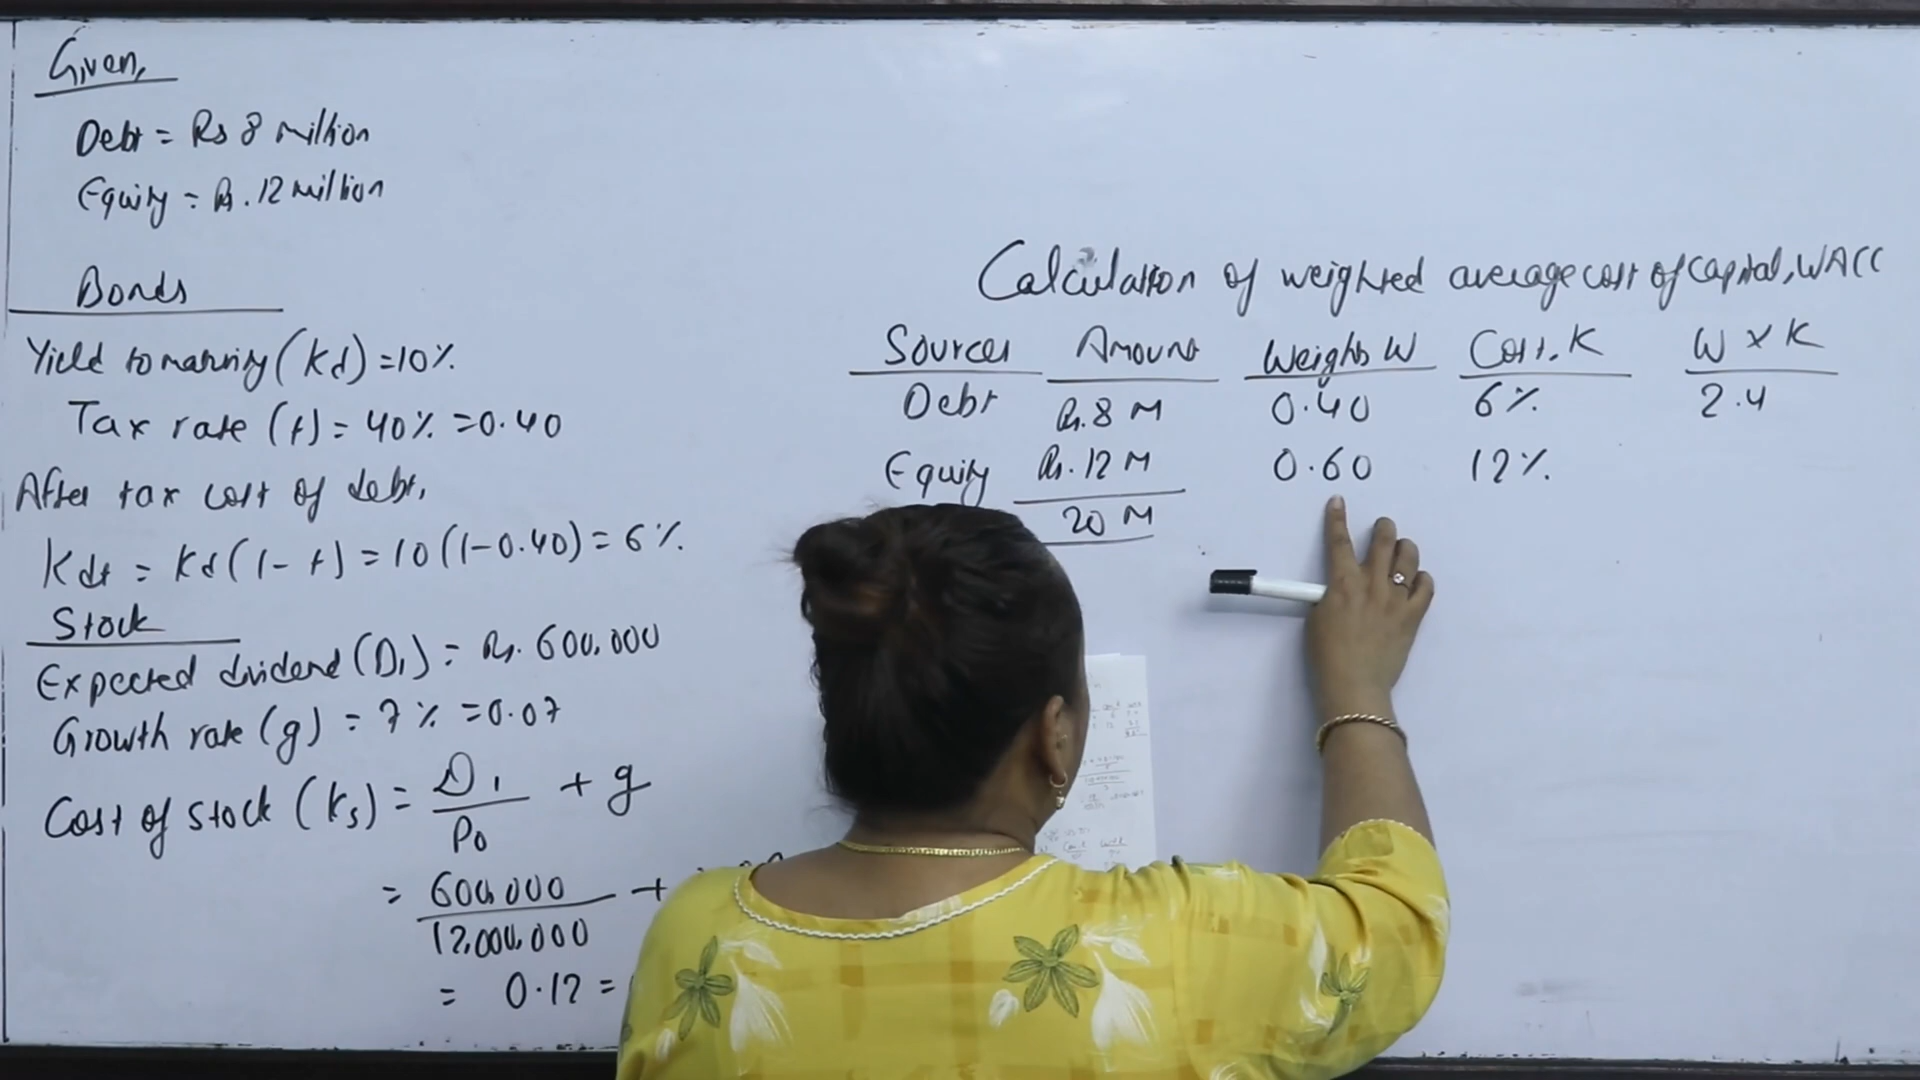 Given,
Debt = Rs 8 million
Equity = Rs. 12 million
Bonds
Yield to maturity (Kd) = 10%.
Tax rate (t) = 40% = 0.40
After tax cost of debt,
Kdt = Kd (1 - t) = 10 (1 - 0.40) = 6%.
Stock
Expected dividend (D1) = Rs. 600,000
Growth rate (g) = 7% = 0.07
Cost of stock (Ks) = D1 / P0 + g
= 600,000 / 12,000,000 +
= 0.12 =
Calculation of weighted average cost of Capital, WACC
Sources Amount Weights W Cost, K W x K
Debt Rs. 8 M 0.40 6% 2.4
Equity Rs. 12 M 0.60 12%
20 M